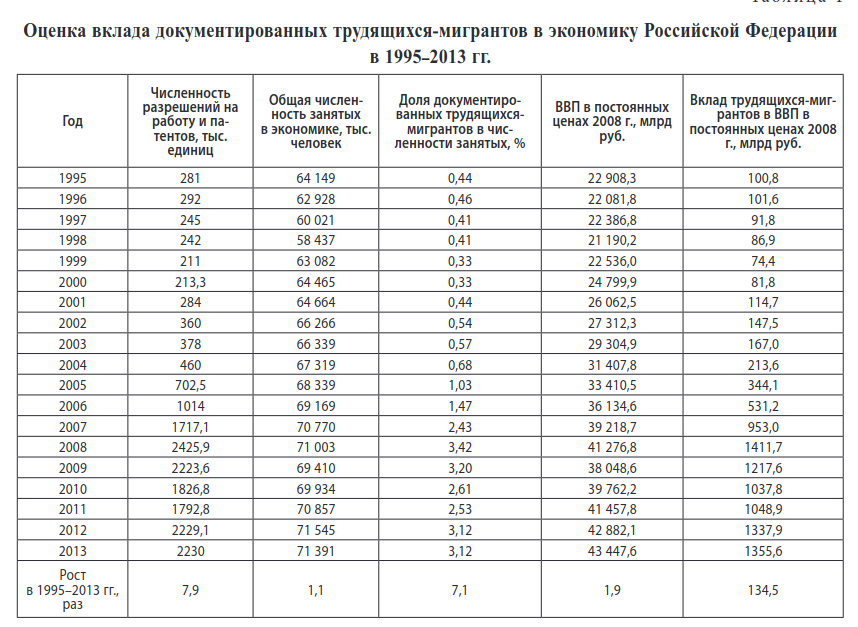 Оценка вклада документированных трудящихся-мигрантов в экономику Российской Федерации
в 1995–2013 гг.
Год
Численность
разрешений на
работу и па-
тентов, тыс.
единиц
Общая числен-
ность занятых
в экономике, тыс.
человек
Доля документиро-
ванных трудящихся-
мигрантов в чис-
ленности занятых, %
ВВП в постоянных
ценах 2008 г., млрд
руб.
Вклад трудящихся-миг-
рантов в ВВП в
постоянных ценах 2008
г., млрд руб.
1995 281 64 149 0,44 22 908,3 100,8
1996 292 62 928 0,46 22 081,8 101,6
1997 245 60 021 0,41 22 386,8 91,8
1998 242 58 437 0,41 21 190,2 86,9
1999 211 63 082 0,33 22 536,0 74,4
2000 213,3 64 465 0,33 24 799,9 81,8
2001 284 64 664 0,44 26 062,5 114,7
2002 360 66 266 0,54 27 312,3 147,5
2003 378 66 339 0,57 29 304,9 167,0
2004 460 67 319 0,68 31 407,8 213,6
2005 702,5 68 339 1,03 33 410,5 344,1
2006 1014 69 169 1,47 36 134,6 531,2
2007 1717,1 70 770 2,43 39 218,7 953,0
2008 2425,9 71 003 3,42 41 276,8 1411,7
2009 2223,6 69 410 3,20 38 048,6 1217,6
2010 1826,8 69 934 2,61 39 762,2 1037,8
2011 1792,8 70 857 2,53 41 457,8 1048,9
2012 2229,1 71 545 3,12 42 882,1 1337,9
2013 2230 71 391 3,12 43 447,6 1355,6
Рост
в 1995–2013 гг.,
раз
7,9 1,1 7,1 1,9 134,5